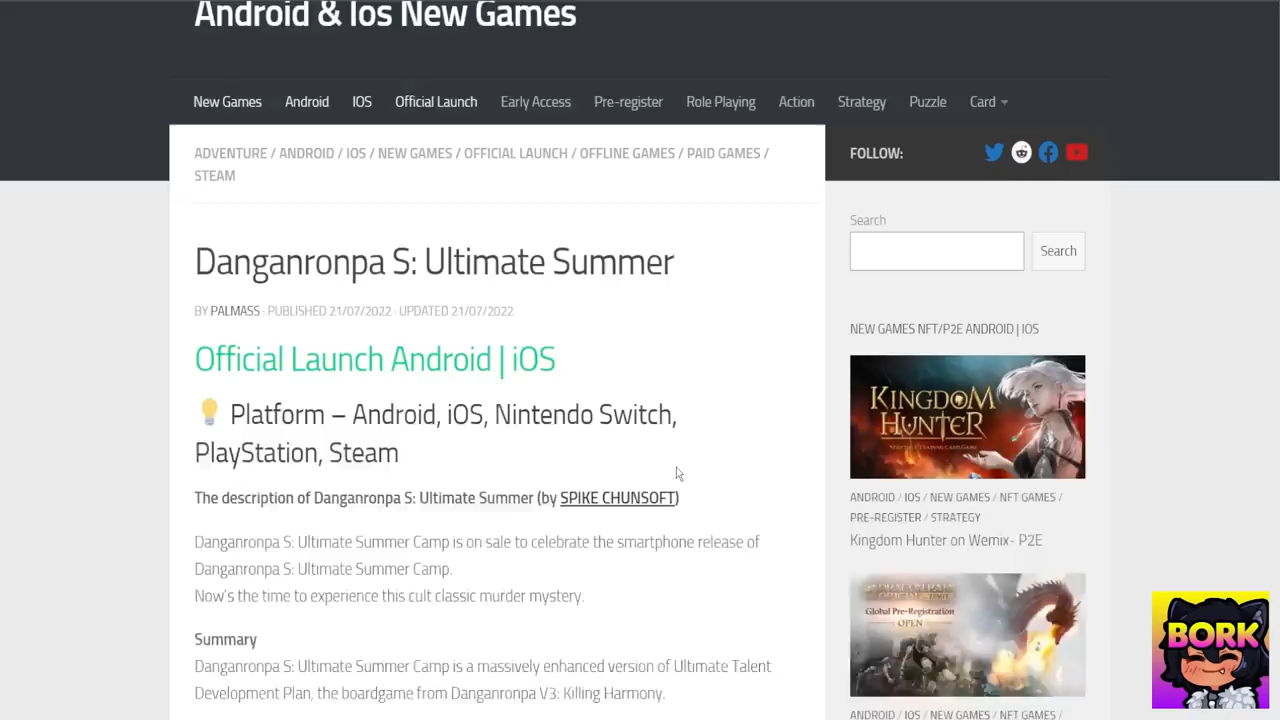 Android & Ios New Games
New Games Android IOS Official Launch Early Access Pre-register Role Playing Action Strategy Puzzle Card
ADVENTURE / ANDROID / IOS / NEW GAMES / OFFICIAL LAUNCH / OFFLINE GAMES / PAID GAMES /
STEAM
Danganronpa S: Ultimate Summer
BY PALMASS · PUBLISHED 21/07/2022 · UPDATED 21/07/2022
Official Launch Android | iOS
Platform – Android, iOS, Nintendo Switch,
PlayStation, Steam
The description of Danganronpa S: Ultimate Summer (by SPIKE CHUNSOFT)
Danganronpa S: Ultimate Summer Camp is on sale to celebrate the smartphone release of
Danganronpa S: Ultimate Summer Camp.
Now's the time to experience this cult classic murder mystery.
Summary
Danganronpa S: Ultimate Summer Camp is a massively enhanced version of Ultimate Talent
Development Plan, the boardgame from Danganronpa V3: Killing Harmony.
FOLLOW:
Search
Search
NEW GAMES NFT/P2E ANDROID | IOS
KINGDOM
HUNTER
ANDROID / IOS / NEW GAMES / NFT GAMES /
PRE-REGISTER / STRATEGY
Kingdom Hunter on Wemix- P2E
Global Pre-Registration
OPEN
ANDROID / IOS / NEW GAMES / NFT GAMES /
BORK